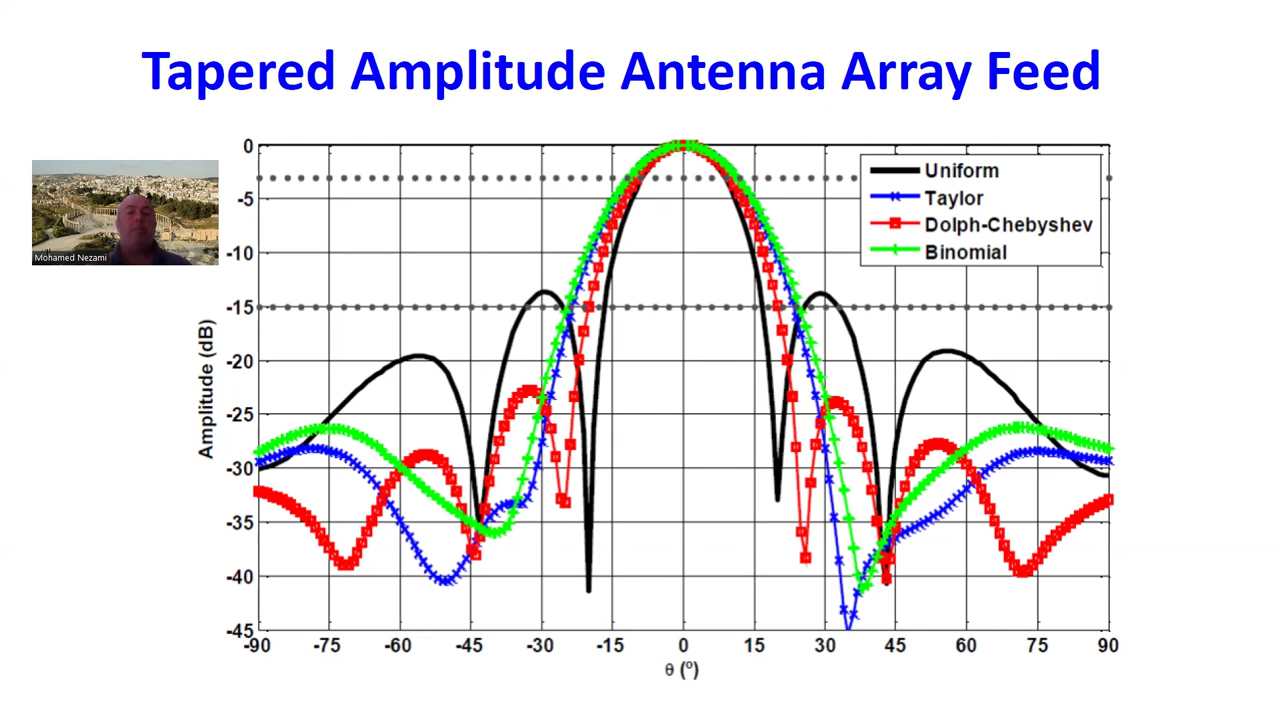 Tapered Amplitude Antenna Array Feed
Mohamed Nezami
Uniform
Taylor
Dolph-Chebyshev
Binomial
Amplitude (dB)
0
-5
-10
-15
-20
-25
-30
-35
-40
-45
-90 -75 -60 -45 -30 -15 0 15 30 45 60 75 90
θ (º)